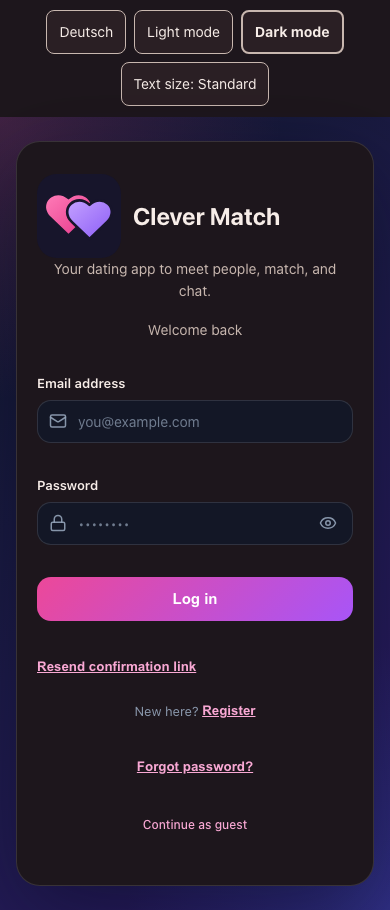 Deutsch
Light mode
Dark mode
Text size: Standard
Clever Match
Your dating app to meet people, match, and
chat.
Welcome back
Email address
you@example.com
Password
••••••••
Log in
Resend confirmation link
New here? Register
Forgot password?
Continue as guest